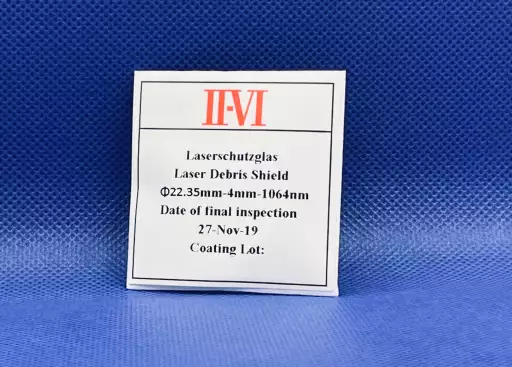 II-VI
Laserschutzglas
Laser Debris Shield
Φ22.35mm-4mm-1064nm
Date of final inspection
27-Nov-19
Coating Lot: